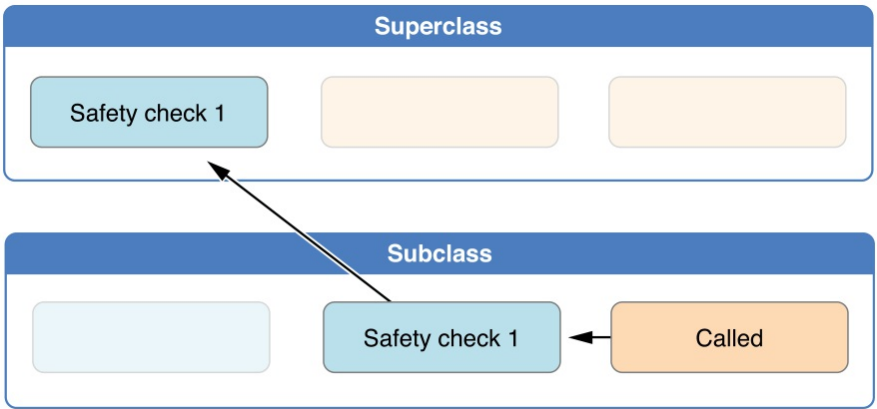 Superclass
Safety check 1
Subclass
Safety check 1
Called